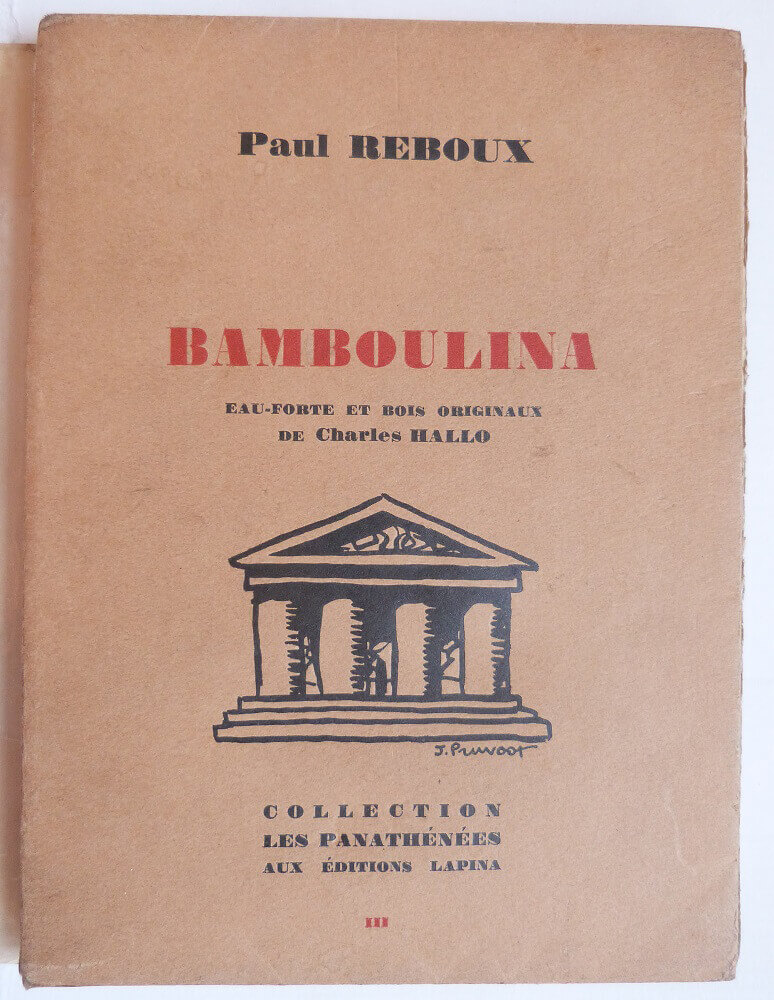 Paul REBOUX
BAMBOULINA
EAU-FORTE ET BOIS ORIGINAUX
DE Charles HALLO
J. Pruvost
COLLECTION
LES PANATHÉNÉES
AUX ÉDITIONS LAPINA
III